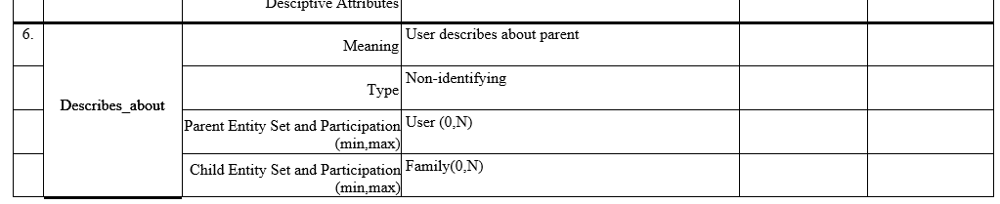 Desciptive Attributes
6.
Describes_about
Meaning
User describes about parent
Type
Non-identifying
Parent Entity Set and Participation
(min,max)
User (0,N)
Child Entity Set and Participation
(min,max)
Family(0,N)